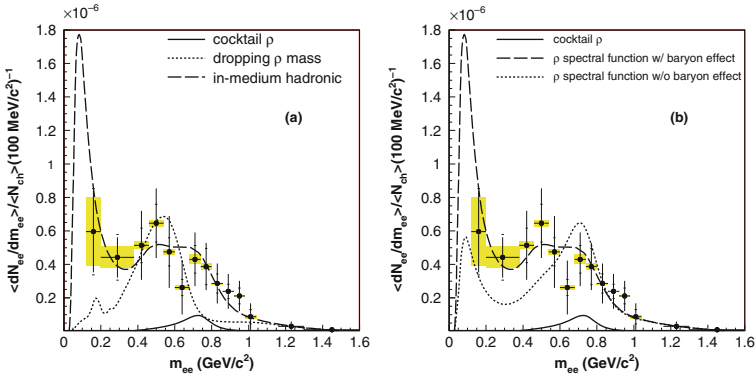 ×10⁻⁶
<dN_ee/dm_ee>/<N_ch>(100 MeV/c²)⁻¹
1.8
1.6
1.4
1.2
1
0.8
0.6
0.4
0.2
cocktail ρ
dropping ρ mass
in-medium hadronic
(a)
0 0.2 0.4 0.6 0.8 1 1.2 1.4 1.6
m_ee (GeV/c²)
×10⁻⁶
<dN_ee/dm_ee>/<N_ch>(100 MeV/c²)⁻¹
1.8
1.6
1.4
1.2
1
0.8
0.6
0.4
0.2
cocktail ρ
ρ spectral function w/ baryon effect
ρ spectral function w/o baryon effect
(b)
0 0.2 0.4 0.6 0.8 1 1.2 1.4 1.6
m_ee (GeV/c²)